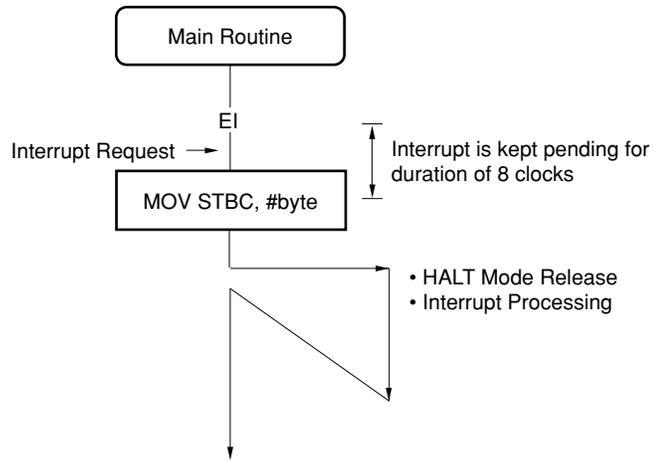 Main Routine
EI
Interrupt Request
Interrupt is kept pending for
duration of 8 clocks
MOV STBC, #byte
• HALT Mode Release
• Interrupt Processing